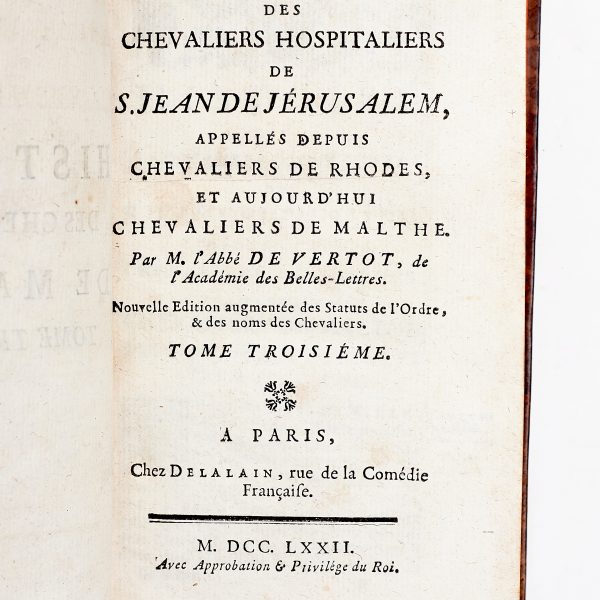 DES
CHEVALIERS HOSPITALIERS
DE
S. JEAN DE JÉRUSALEM,
APPELLÉS DEPUIS
CHEVALIERS DE RHODES,
ET AUJOURD'HUI
CHEVALIERS DE MALTHE.
Par M. l'Abbé DE VERTOT, de
l'Académie des Belles-Lettres.
Nouvelle Edition augmentée des Statuts de l'Ordre,
& des noms des Chevaliers.
TOME TROISIÉME.
A PARIS,
Chez DELALAIN, rue de la Comédie
Françaiſe.
M. DCC. LXXII.
Avec Approbation & Privilége du Roi.